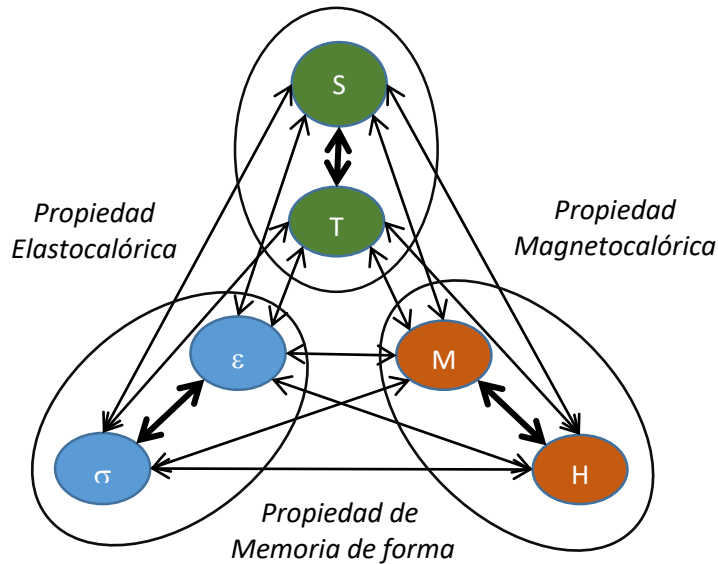 S
T
Propiedad
Elastocalórica
Propiedad
Magnetocalórica
ε
M
σ
H
Propiedad de
Memoria de forma